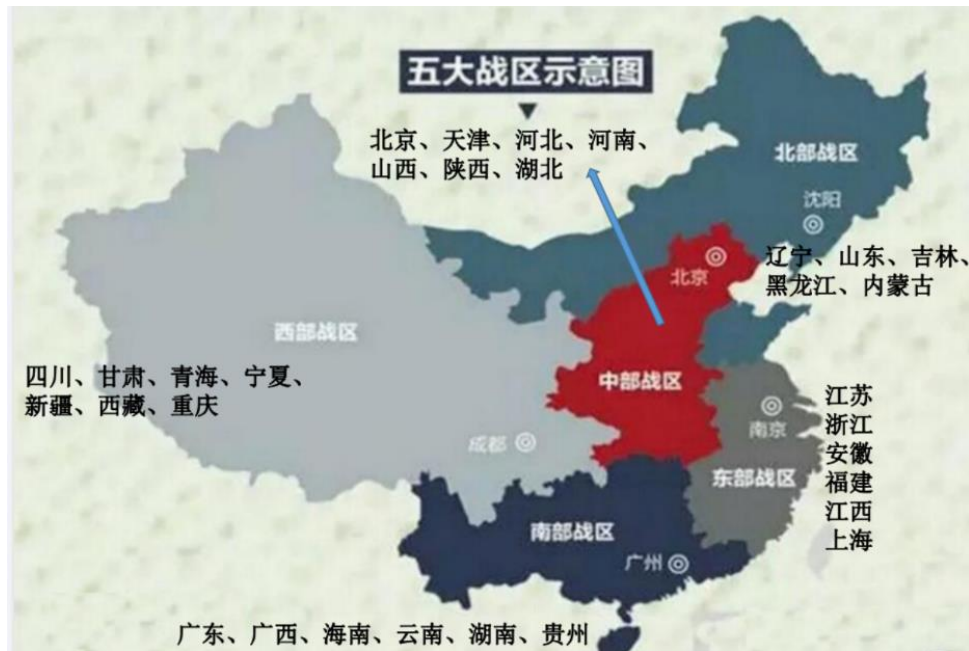 五大战区示意图
北京、天津、河北、河南、
山西、陕西、湖北
北部战区
沈阳
北京
辽宁、山东、吉林、
黑龙江、内蒙古
西部战区
四川、甘肃、青海、宁夏、
新疆、西藏、重庆
中部战区
成都
南京
江苏
浙江
安徽
福建
江西
上海
东部战区
南部战区
广州
广东、广西、海南、云南、湖南、贵州